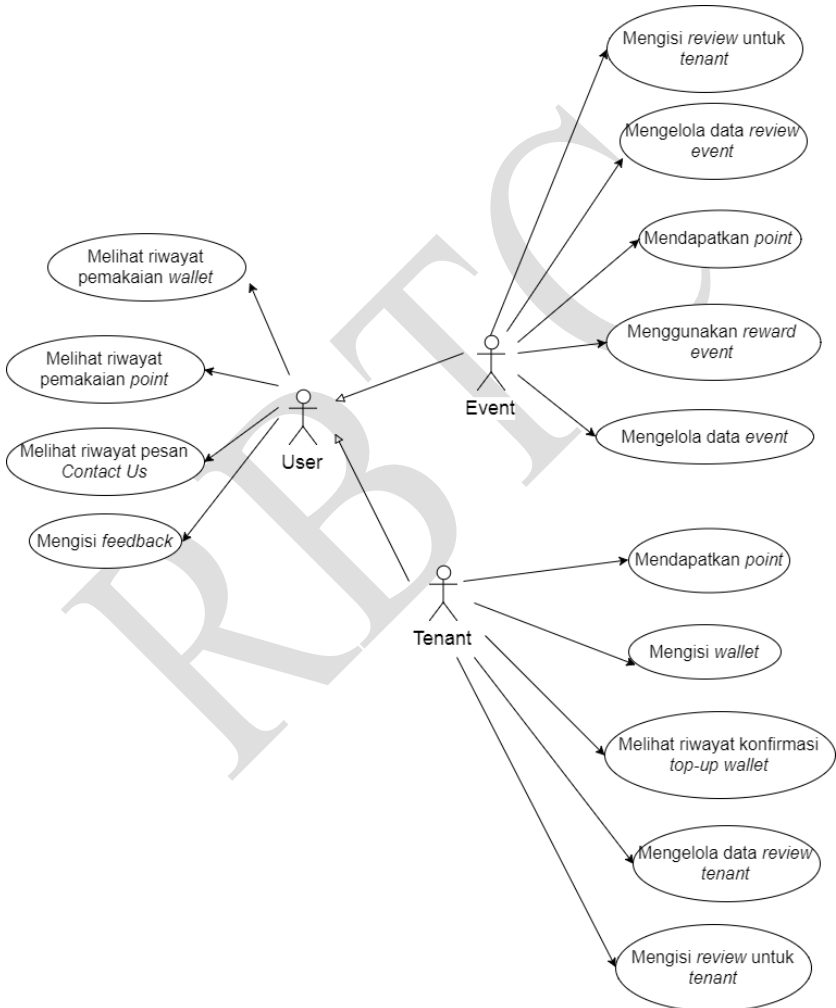 Mengisi review untuk
tenant
Mengelola data review
event
Mendapatkan point
Menggunakan reward
event
Mengelola data event
Event
Melihat riwayat
pemakaian wallet
Melihat riwayat
pemakaian point
Melihat riwayat pesan
Contact Us
Mengisi feedback
User
RBTC
Tenant
Mendapatkan point
Mengisi wallet
Melihat riwayat konfirmasi
top-up wallet
Mengelola data review
tenant
Mengisi review untuk
tenant